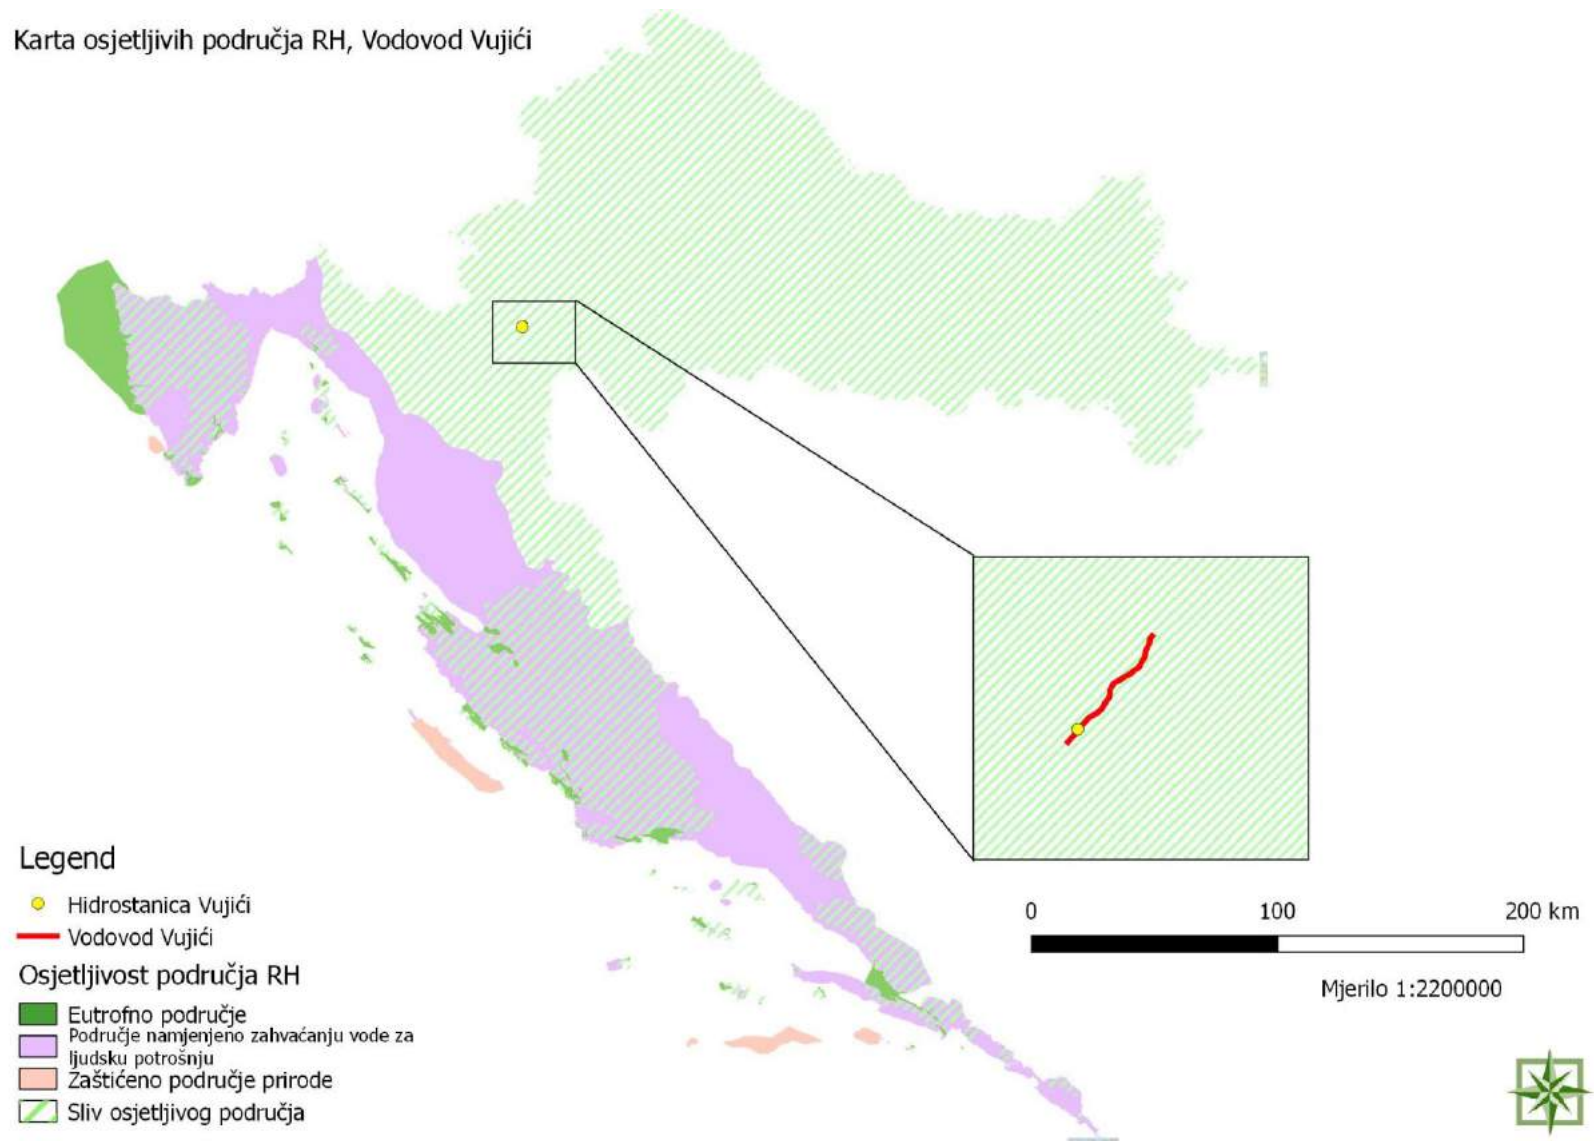 Karta osjetljivih područja RH, Vodovod Vujići
0 100 200 km
Mjerilo 1:2200000
Legend
Hidrostanica Vujići
Vodovod Vujići
Osjetljivost područja RH
Eutrofno područje
Područje namjenjeno zahvaćanju vode za
ljudsku potrošnju
Zaštićeno područje prirode
Sliv osjetljivog područja